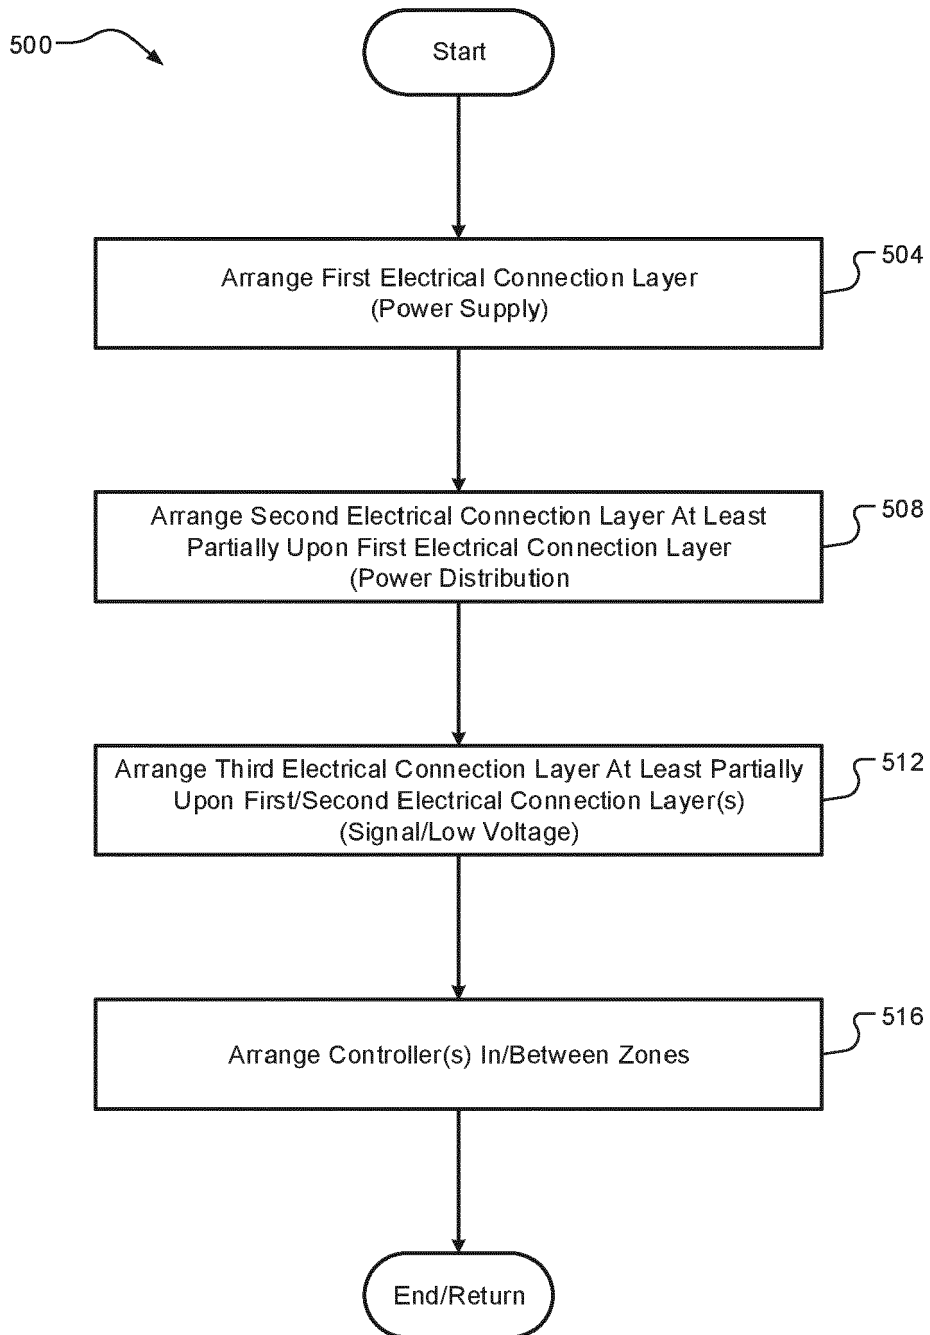 500
Start
Arrange First Electrical Connection Layer
(Power Supply)
504
Arrange Second Electrical Connection Layer At Least
Partially Upon First Electrical Connection Layer
(Power Distribution
508
Arrange Third Electrical Connection Layer At Least Partially
Upon First/Second Electrical Connection Layer(s)
(Signal/Low Voltage)
512
Arrange Controller(s) In/Between Zones
516
End/Return